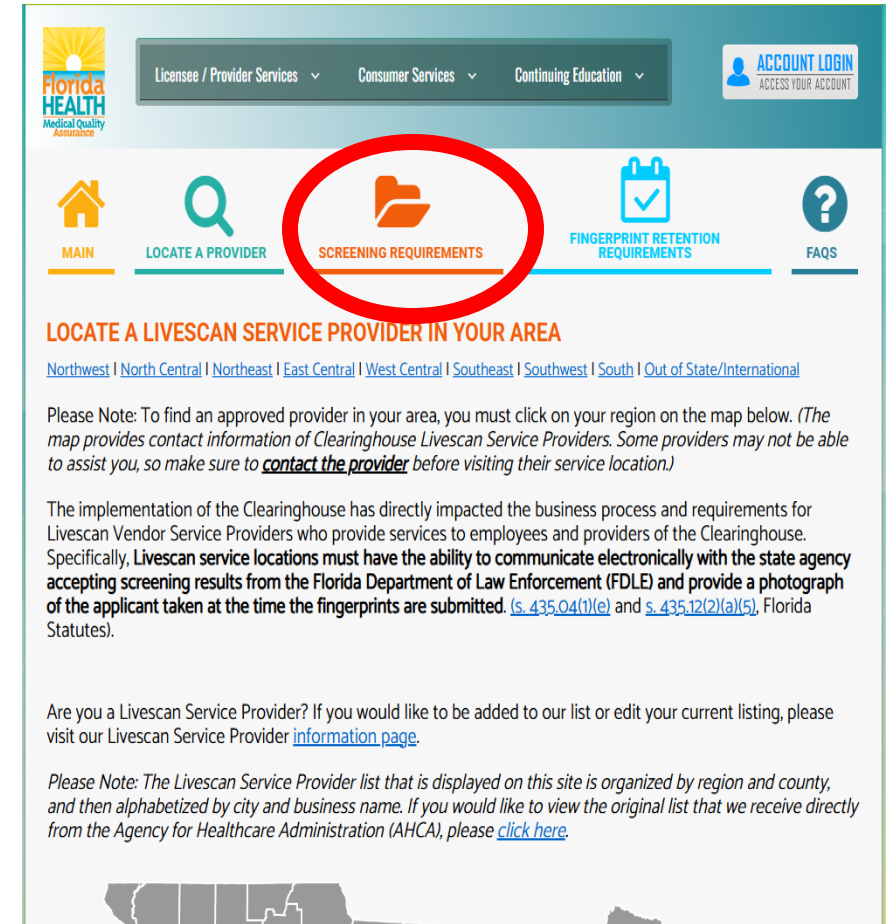 Florida
HEALTH
Medical Quality
Assurance
Licensee / Provider Services
Consumer Services
Continuing Education
ACCOUNT LOGIN
ACCESS YOUR ACCOUNT
MAIN
LOCATE A PROVIDER
SCREENING REQUIREMENTS
FINGERPRINT RETENTION
REQUIREMENTS
?
FAQS
LOCATE A LIVESCAN SERVICE PROVIDER IN YOUR AREA
Northwest | North Central | Northeast | East Central | West Central | Southeast | Southwest | South | Out of State/International
Please Note: To find an approved provider in your area, you must click on your region on the map below. (The
map provides contact information of Clearinghouse Livescan Service Providers. Some providers may not be able
to assist you, so make sure to contact the provider before visiting their service location.)
The implementation of the Clearinghouse has directly impacted the business process and requirements for
Livescan Vendor Service Providers who provide services to employees and providers of the Clearinghouse.
Specifically, Livescan service locations must have the ability to communicate electronically with the state agency
accepting screening results from the Florida Department of Law Enforcement (FDLE) and provide a photograph
of the applicant taken at the time the fingerprints are submitted. (s. 435.04(1)(e) and s. 435.12(2)(a)(5), Florida
Statutes).
Are you a Livescan Service Provider? If you would like to be added to our list or edit your current listing, please
visit our Livescan Service Provider information page.
Please Note: The Livescan Service Provider list that is displayed on this site is organized by region and county,
and then alphabetized by city and business name. If you would like to view the original list that we receive directly
from the Agency for Healthcare Administration (AHCA), please click here.